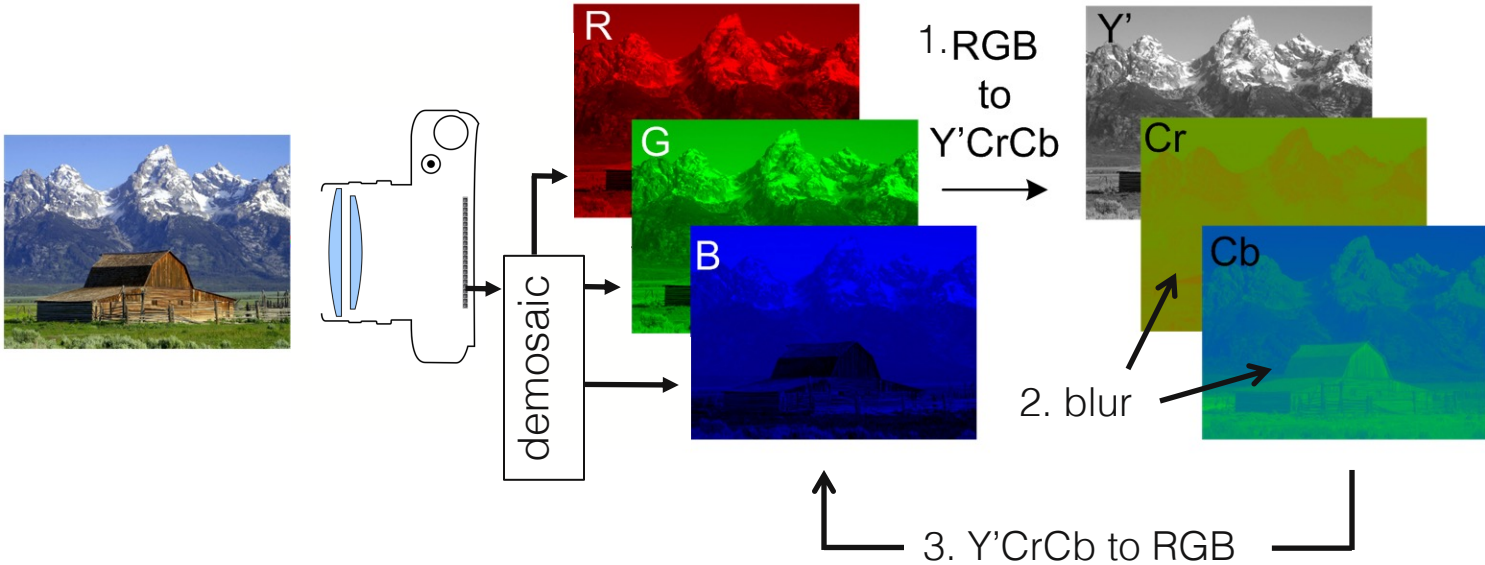 demosaic
R
G
B
1. RGB
to
Y'CrCb
Y'
Cr
Cb
2. blur
3. Y'CrCb to RGB